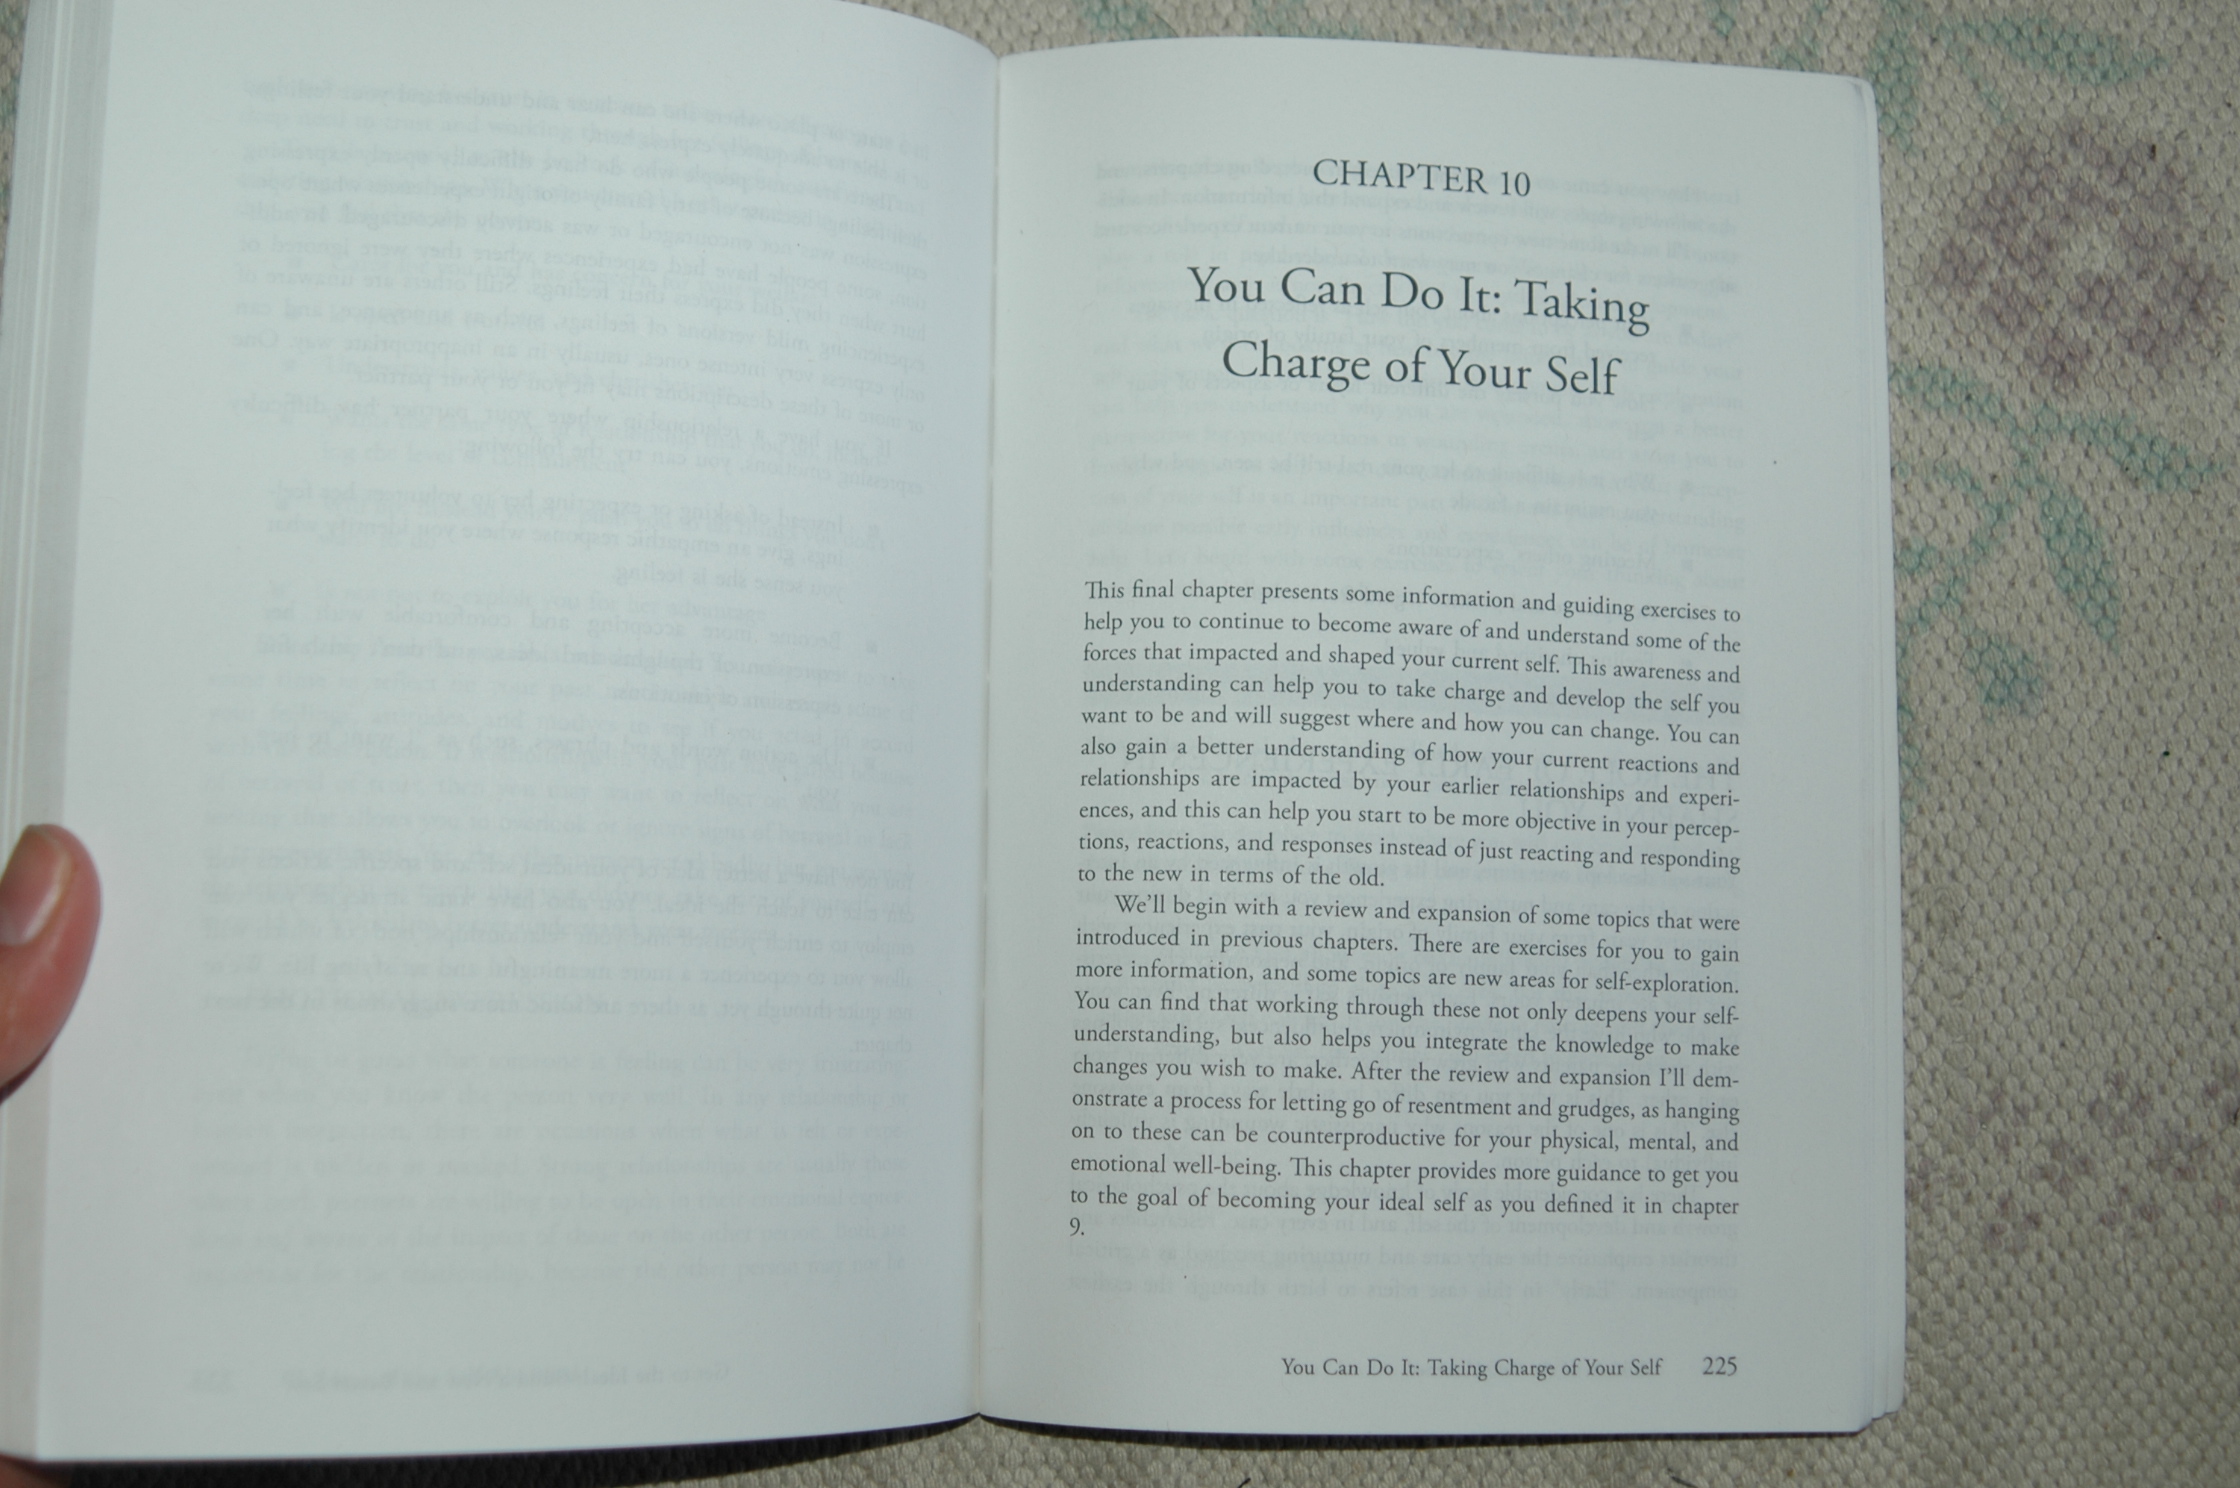 CHAPTER 10
You Can Do It: Taking
Charge of Your Self
This final chapter presents some information and guiding exercises to
help you to continue to become aware of and understand some of the
forces that impacted and shaped your current self. This awareness and
understanding can help you to take charge and develop the self you
want to be and will suggest where and how you can change. You can
also gain a better understanding of how your current reactions and
relationships are impacted by your earlier relationships and experi-
ences, and this can help you start to be more objective in your percep-
tions, reactions, and responses instead of just reacting and responding
to the new in terms of the old.
We'll begin with a review and expansion of some topics that were
introduced in previous chapters. There are exercises for you to gain
more information, and some topics are new areas for self-exploration.
You can find that working through these not only deepens your self-
understanding, but also helps you integrate the knowledge to make
changes you wish to make. After the review and expansion I'll dem-
onstrate a process for letting go of resentment and grudges, as hanging
on to these can be counterproductive for your physical, mental, and
emotional well-being. This chapter provides more guidance to get you
to the goal of becoming your ideal self as you defined it in chapter
9.
You Can Do It: Taking Charge of Your Self 225